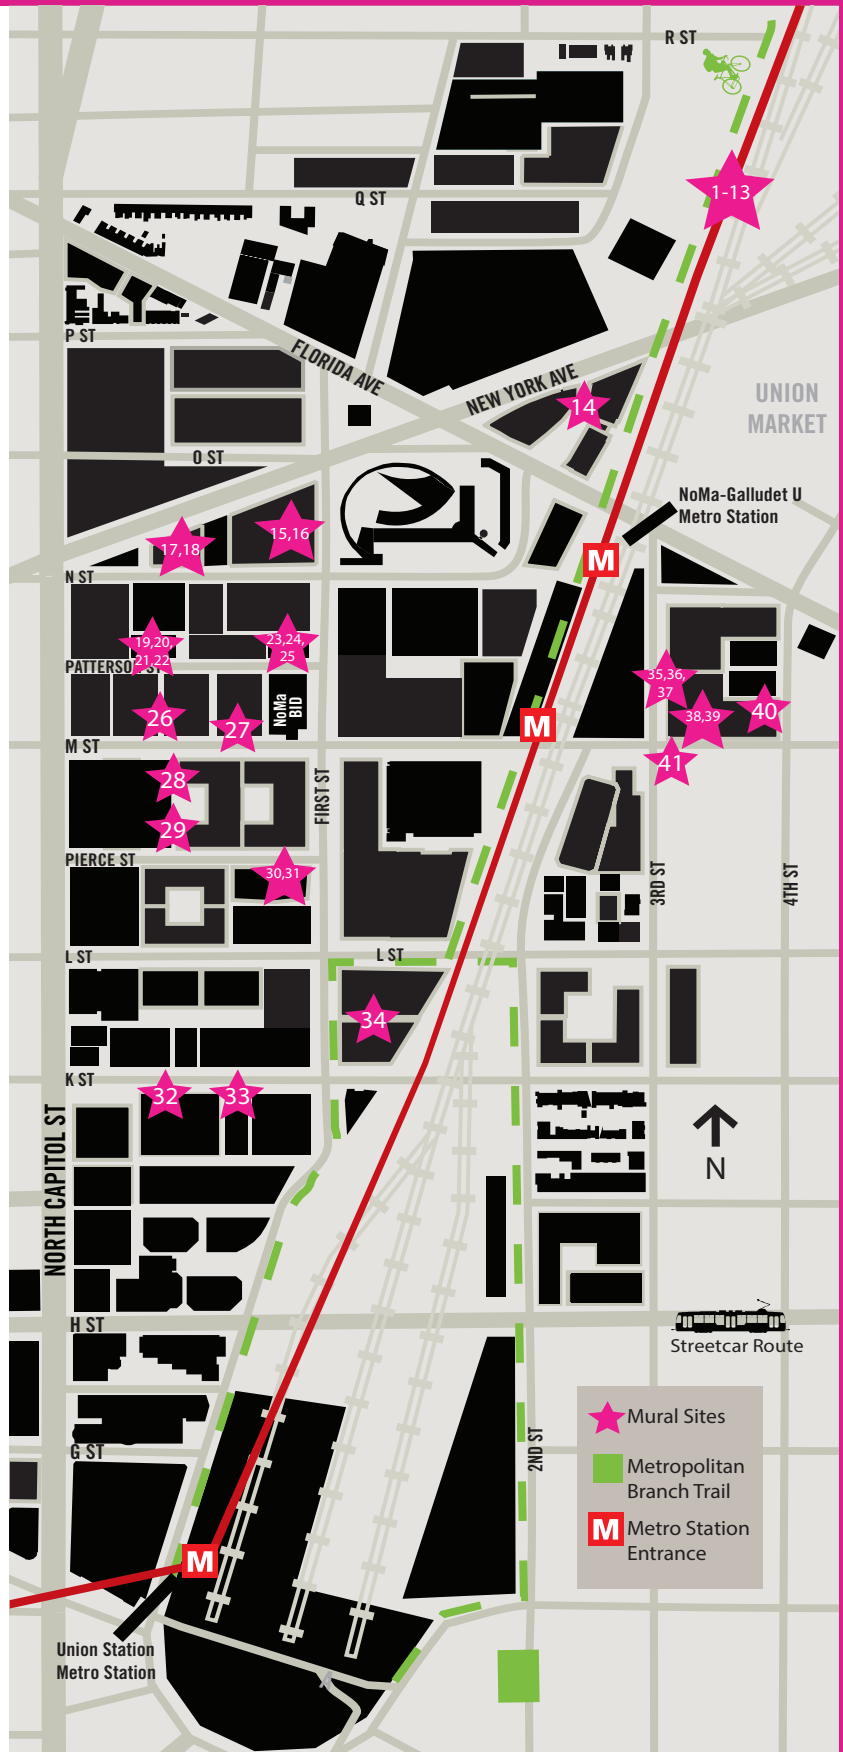 R ST
1-13
Q ST
P ST
FLORIDA AVE
NEW YORK AVE
UNION
MARKET
14
O ST
NoMa-Galludet U
Metro Station
15,16
17,18
M
N ST
19,20,
21,22
23,24,
25
PATTERSON ST
35,36,
37
NoMa
BID
26
27
38,39
40
M
M ST
41
28
FIRST ST
29
PIERCE ST
30,31
3RD ST
4TH ST
L ST
L ST
34
K ST
32
33
N
NORTH CAPITOL ST
H ST
Streetcar Route
Mural Sites
G ST
2ND ST
Metropolitan
Branch Trail
M
Metro Station
Entrance
M
Union Station
Metro Station